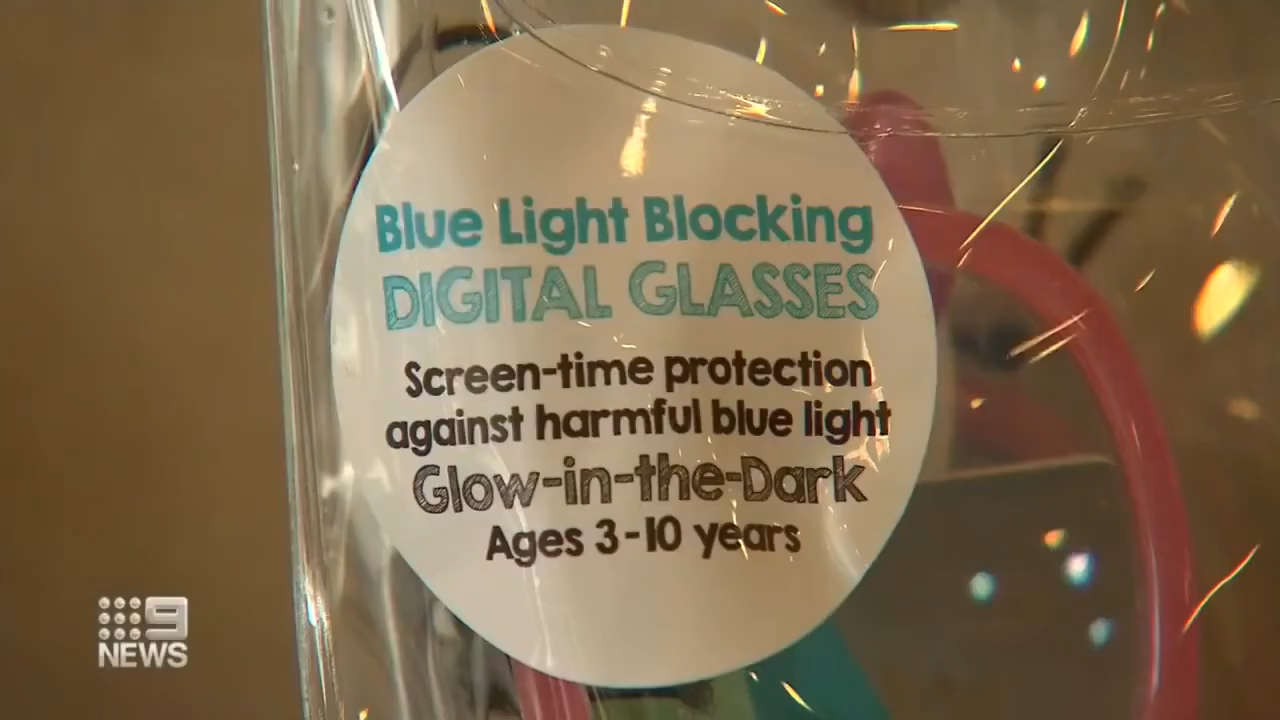 Blue Light Blocking
DIGITAL GLASSES
Screen-time protection
against harmful blue light
Glow-in-the-Dark
Ages 3-10 years
9
NEWS